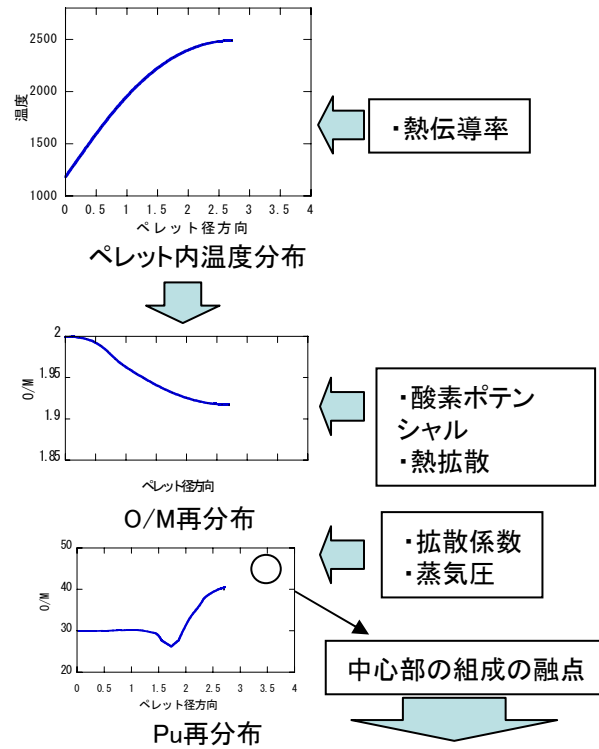 2500
2000
1500
1000
温度
0 0.5 1 1.5 2 2.5 3 3.5 4
ペレット径方向
ペレット内温度分布
・熱伝導率
2
1.95
1.9
1.85
O/M
ペレット径方向
O/M再分布
・酸素ポテン
シャル
・熱拡散
50
40
30
20
O/M
0 0.5 1 1.5 2 2.5 3 3.5 4
ペレット径方向
Pu再分布
・拡散係数
・蒸気圧
中心部の組成の融点